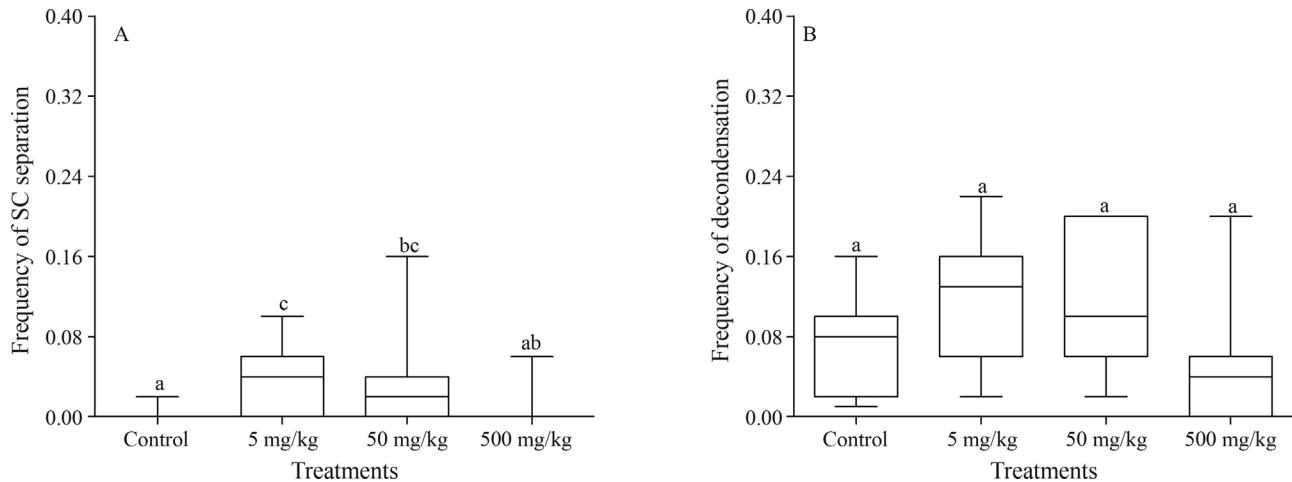 A
Frequency of SC separation
0.40
0.32
0.24
0.16
0.08
0.00
a
c
bc
ab
Control
5 mg/kg
50 mg/kg
500 mg/kg
Treatments
B
Frequency of decondensation
0.40
0.32
0.24
0.16
0.08
0.00
a
a
a
a
Control
5 mg/kg
50 mg/kg
500 mg/kg
Treatments